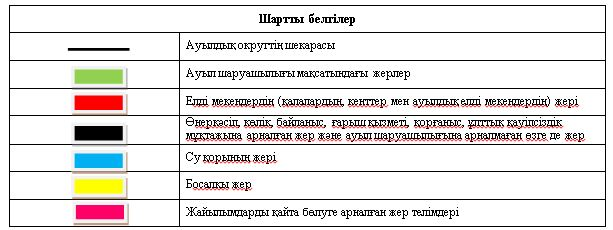 Шартты белгілер
Ауылдық округтің шекарасы
Ауыл шаруашылығы мақсатындағы жерлер
Елді мекендердің (қалалардың, кенттер мен ауылдық елді мекендердің) жері
Өнеркәсіп, көлік, байланыс, ғарыш қызметі, қорғаныс, ұлттық қауіпсіздік
мұқтажына арналған жер және ауыл шаруашылығына арналмаған өзге де жер
Су қорының жері
Босалқы жер
Жайылымдарды қайта бөлуге арналған жер телімдері